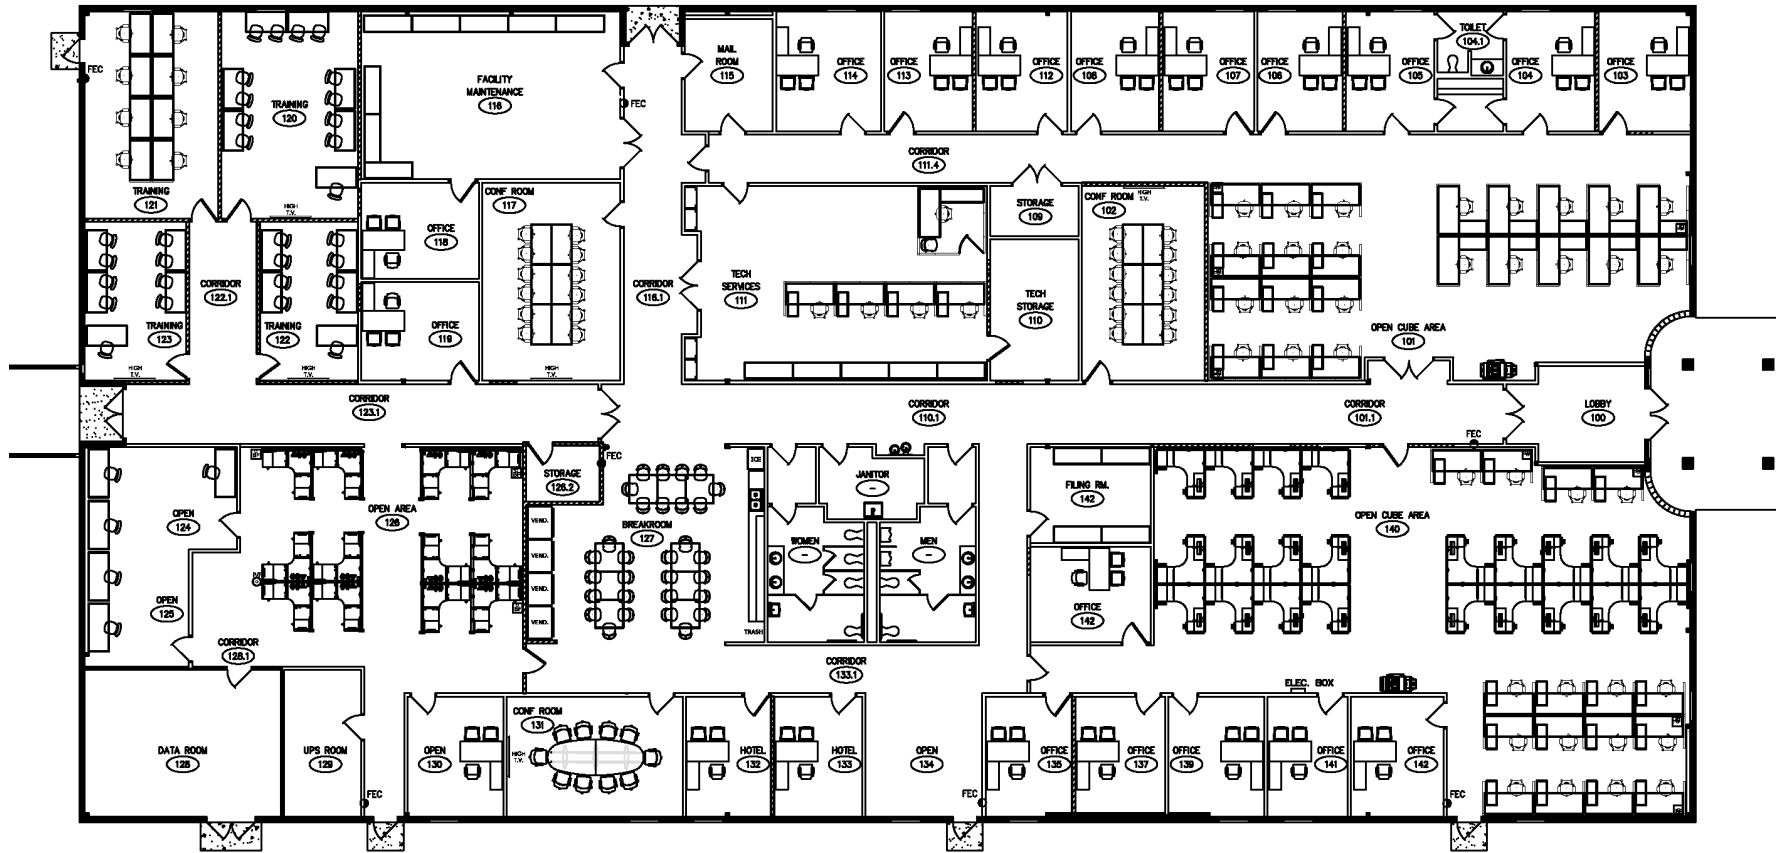 FEC
TRAINING
121
TRAINING
120
HIGH
T.V.
FACILITY
MAINTENANCE
116
FEC
MAIL
ROOM
115
OFFICE
114
OFFICE
113
OFFICE
112
OFFICE
108
OFFICE
107
OFFICE
106
OFFICE
105
TOILET
104.1
OFFICE
104
OFFICE
103
CORRIDOR
111.4
TRAINING
123
HIGH
T.V.
CORRIDOR
122.1
TRAINING
122
HIGH
T.V.
OFFICE
118
OFFICE
119
CONF ROOM
117
HIGH
T.V.
CORRIDOR
116.1
TECH
SERVICES
111
STORAGE
109
TECH
STORAGE
110
CONF ROOM
102
HIGH
T.V.
OPEN CUBE AREA
101
CORRIDOR
123.1
CORRIDOR
110.1
CORRIDOR
101.1
LOBBY
100
FEC
OPEN
124
OPEN
125
OPEN AREA
126
STORAGE
126.2
FEC
VEND.
VEND.
VEND.
VEND.
BREAKROOM
127
ICE
TRASH
JANITOR
-
WOMEN
-
MEN
-
FILING RM.
142
OFFICE
142
OPEN CUBE AREA
140
CORRIDOR
128.1
CORRIDOR
133.1
ELEC. BOX
DATA ROOM
128
UPS ROOM
129
FEC
OPEN
130
CONF ROOM
131
HIGH
T.V.
HOTEL
132
HOTEL
133
OPEN
134
FEC
OFFICE
135
OFFICE
137
OFFICE
139
OFFICE
141
OFFICE
142
FEC